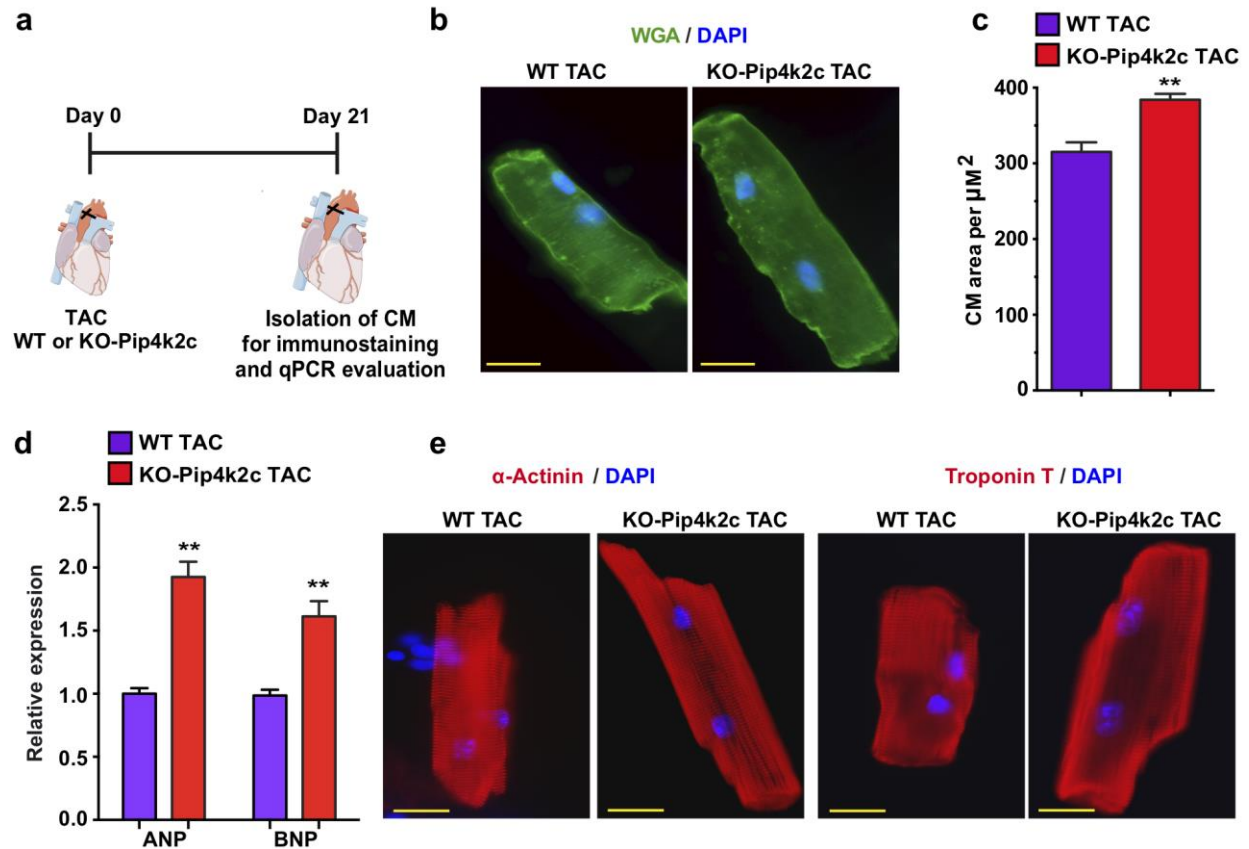 a
Day 0
Day 21
TAC
WT or KO-Pip4k2c
Isolation of CM
for immunostaining
and qPCR evaluation
b
WGA / DAPI
WT TAC
KO-Pip4k2c TAC
c
WT TAC
KO-Pip4k2c TAC
**
400
300
200
100
0
CM area per µM²
d
WT TAC
KO-Pip4k2c TAC
2.5
2.0
1.5
1.0
0.5
0.0
Relative expression
**
**
ANP
BNP
e
α-Actinin / DAPI
Troponin T / DAPI
WT TAC
KO-Pip4k2c TAC
WT TAC
KO-Pip4k2c TAC